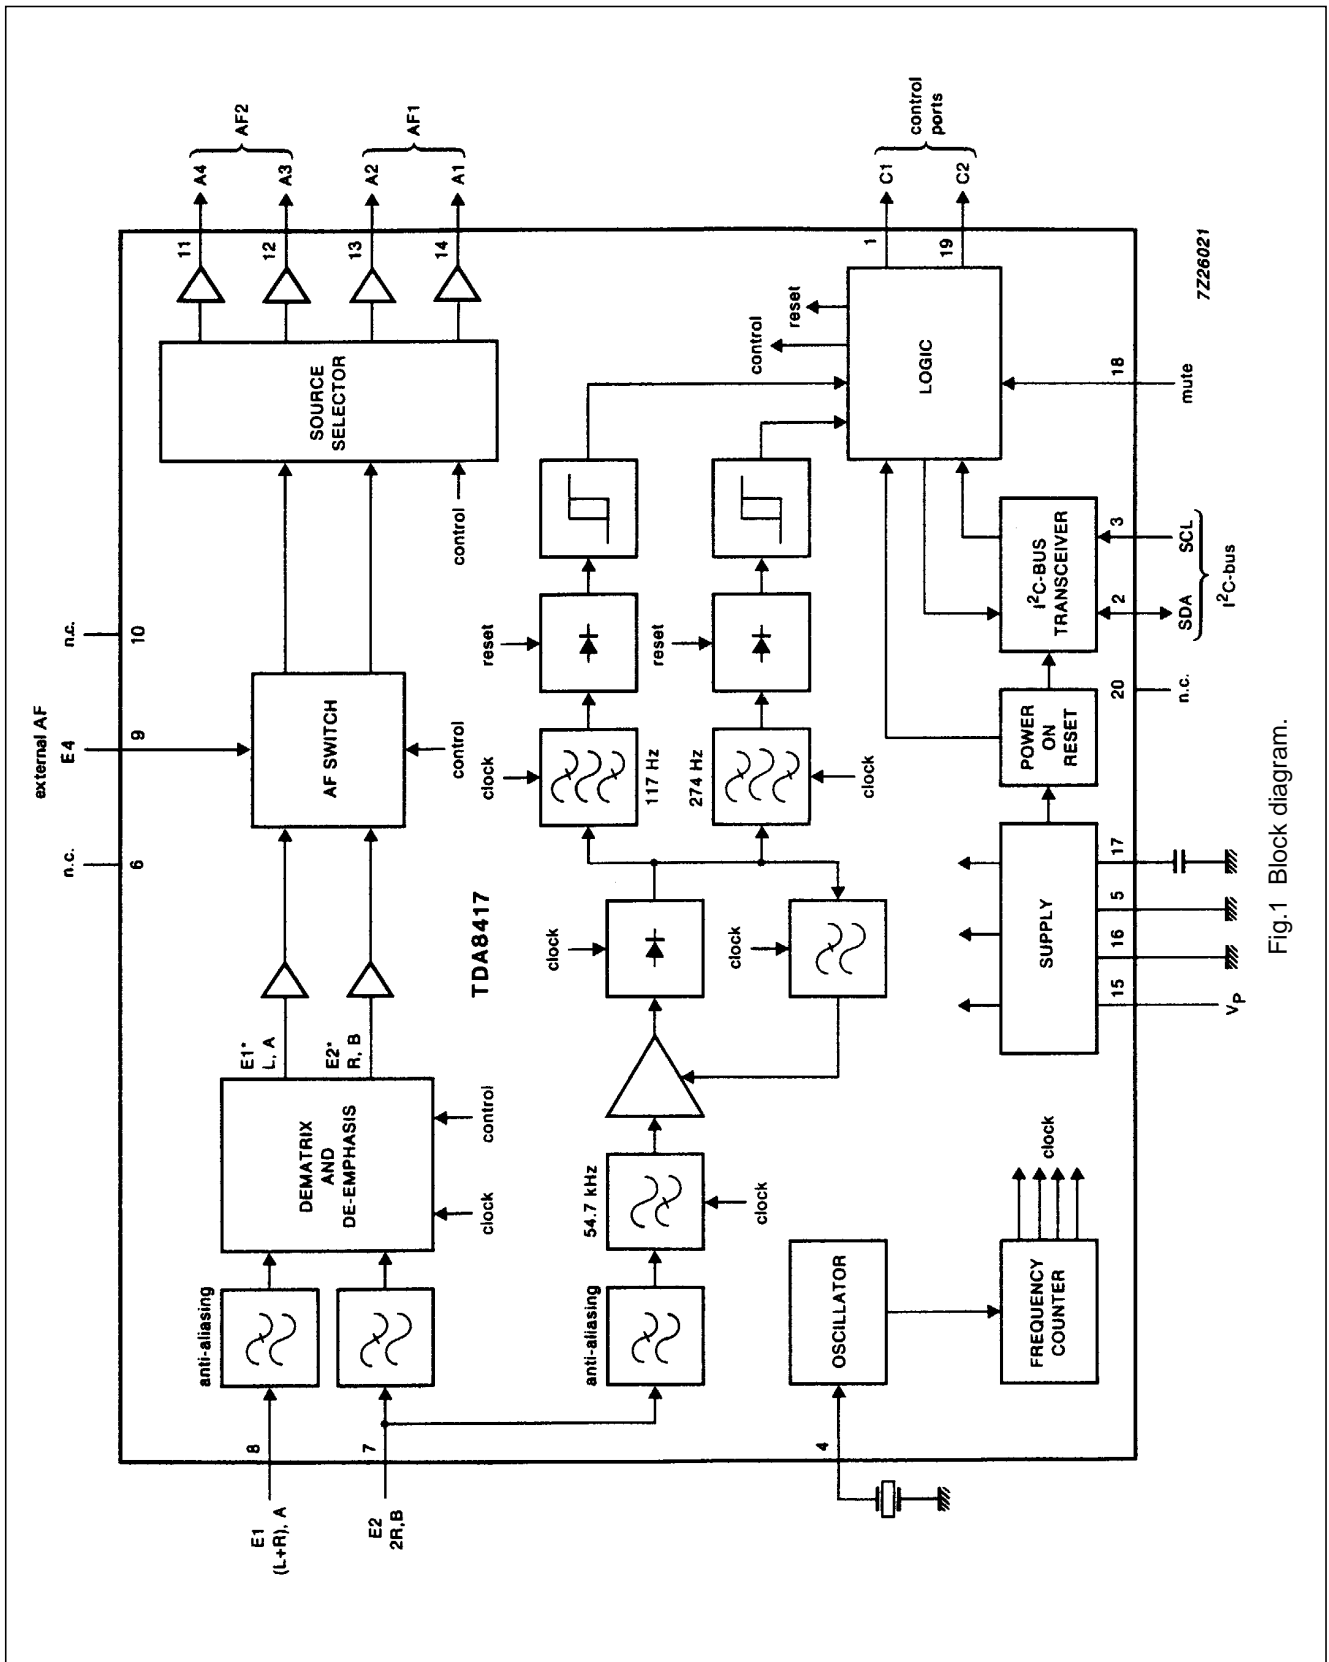 external AF
n.c.
E4
n.c.
6
9
10
E1
(L+R), A
8
anti-aliasing
DEMATRIX
AND
DE-EMPHASIS
E1*
L, A
E2*
R, B
AF SWITCH
SOURCE
SELECTOR
11
A4
12
A3
AF2
13
A2
14
A1
AF1
E2
2R,B
7
clock
control
control
control
TDA8417
anti-aliasing
54.7 kHz
clock
clock
clock
clock
117 Hz
reset
274 Hz
clock
reset
control
reset
LOGIC
1
C1
19
C2
control
ports
4
OSCILLATOR
FREQUENCY
COUNTER
clock
SUPPLY
POWER
ON
RESET
I²C-BUS
TRANSCEIVER
15
16
5
17
20
2
3
18
VP
n.c.
SDA
SCL
mute
I²C-bus
7Z26021
Fig.1 Block diagram.